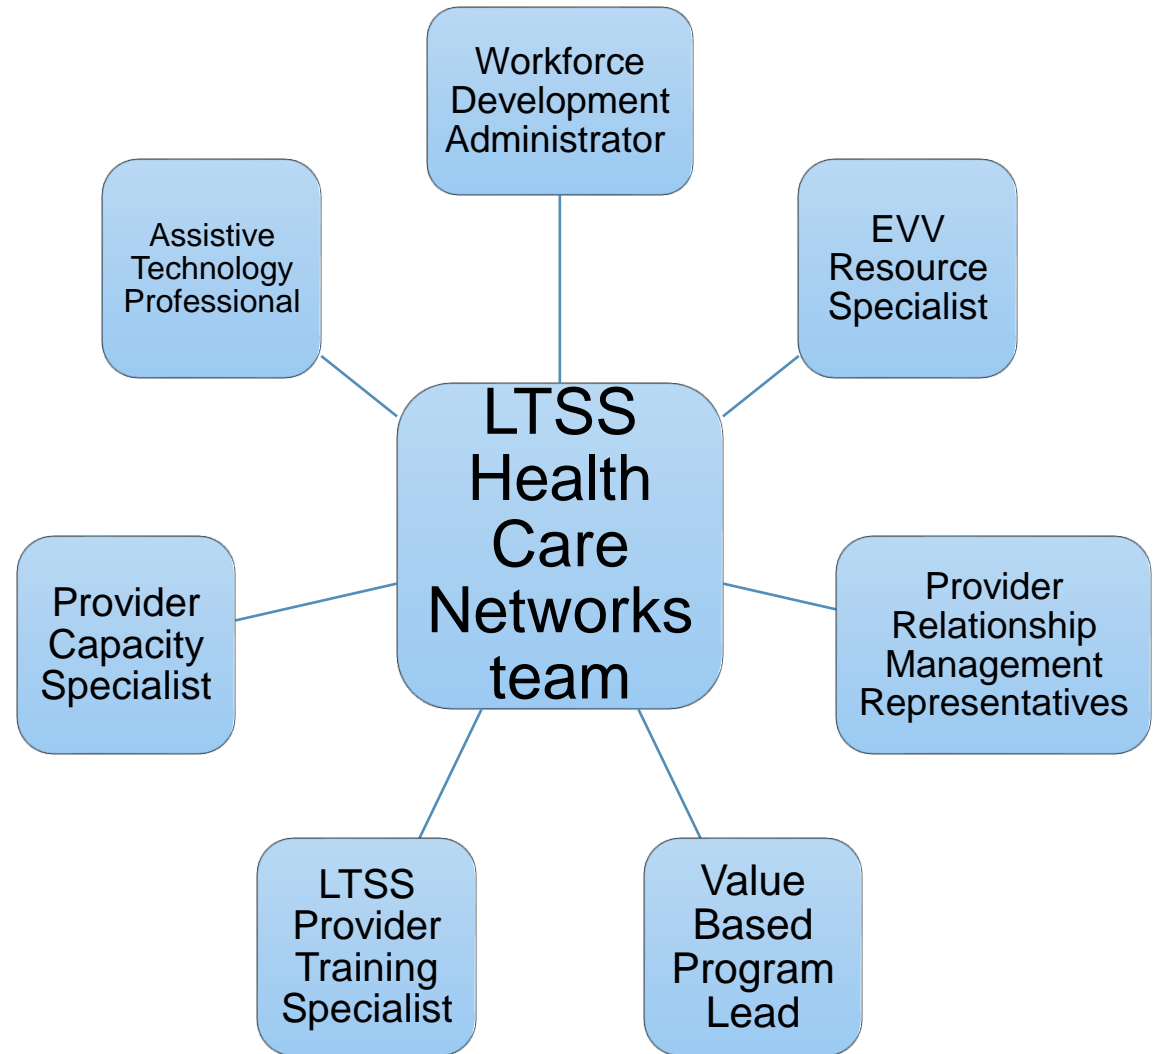 Workforce
Development
Administrator
Assistive
Technology
Professional
EVV
Resource
Specialist
LTSS
Health
Care
Networks
team
Provider
Capacity
Specialist
Provider
Relationship
Management
Representatives
LTSS
Provider
Training
Specialist
Value
Based
Program
Lead